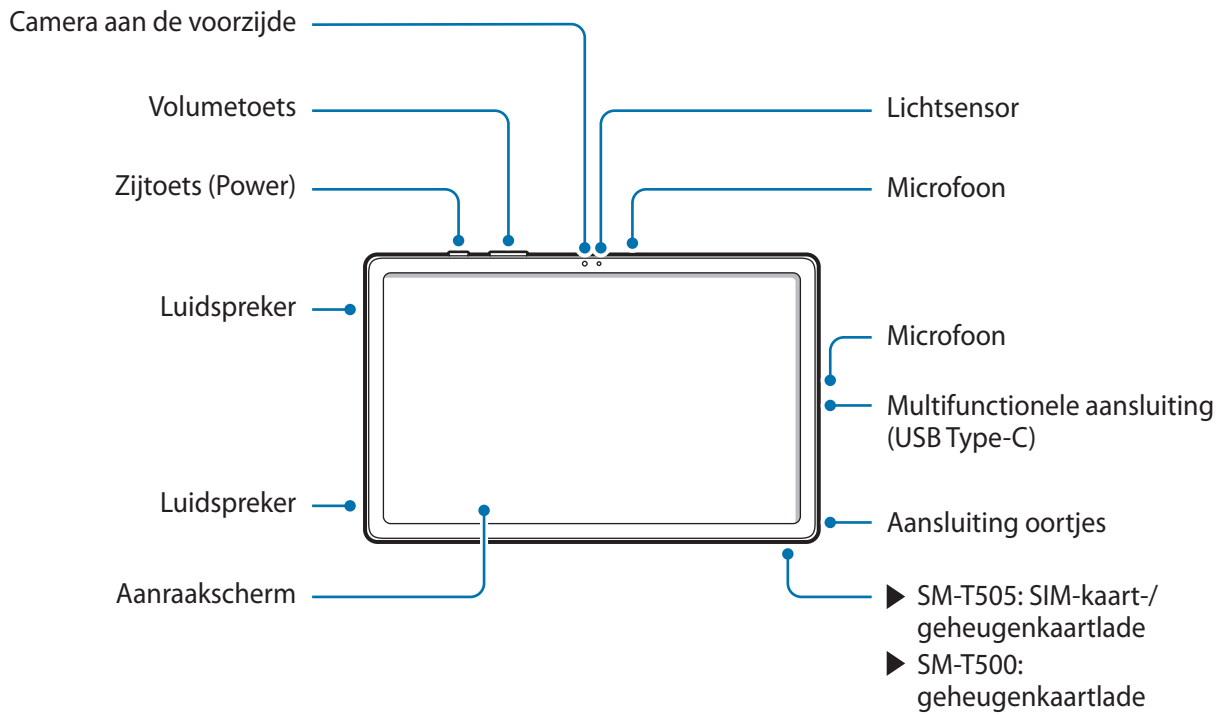 Camera aan de voorzijde
Volumetoets
Zijtoets (Power)
Luidspreker
Luidspreker
Aanraakscherm
Lichtsensor
Microfoon
Microfoon
Multifunctionele aansluiting
(USB Type-C)
Aansluiting oortjes
▶ SM-T505: SIM-kaart-/
geheugenkaartlade
▶ SM-T500:
geheugenkaartlade